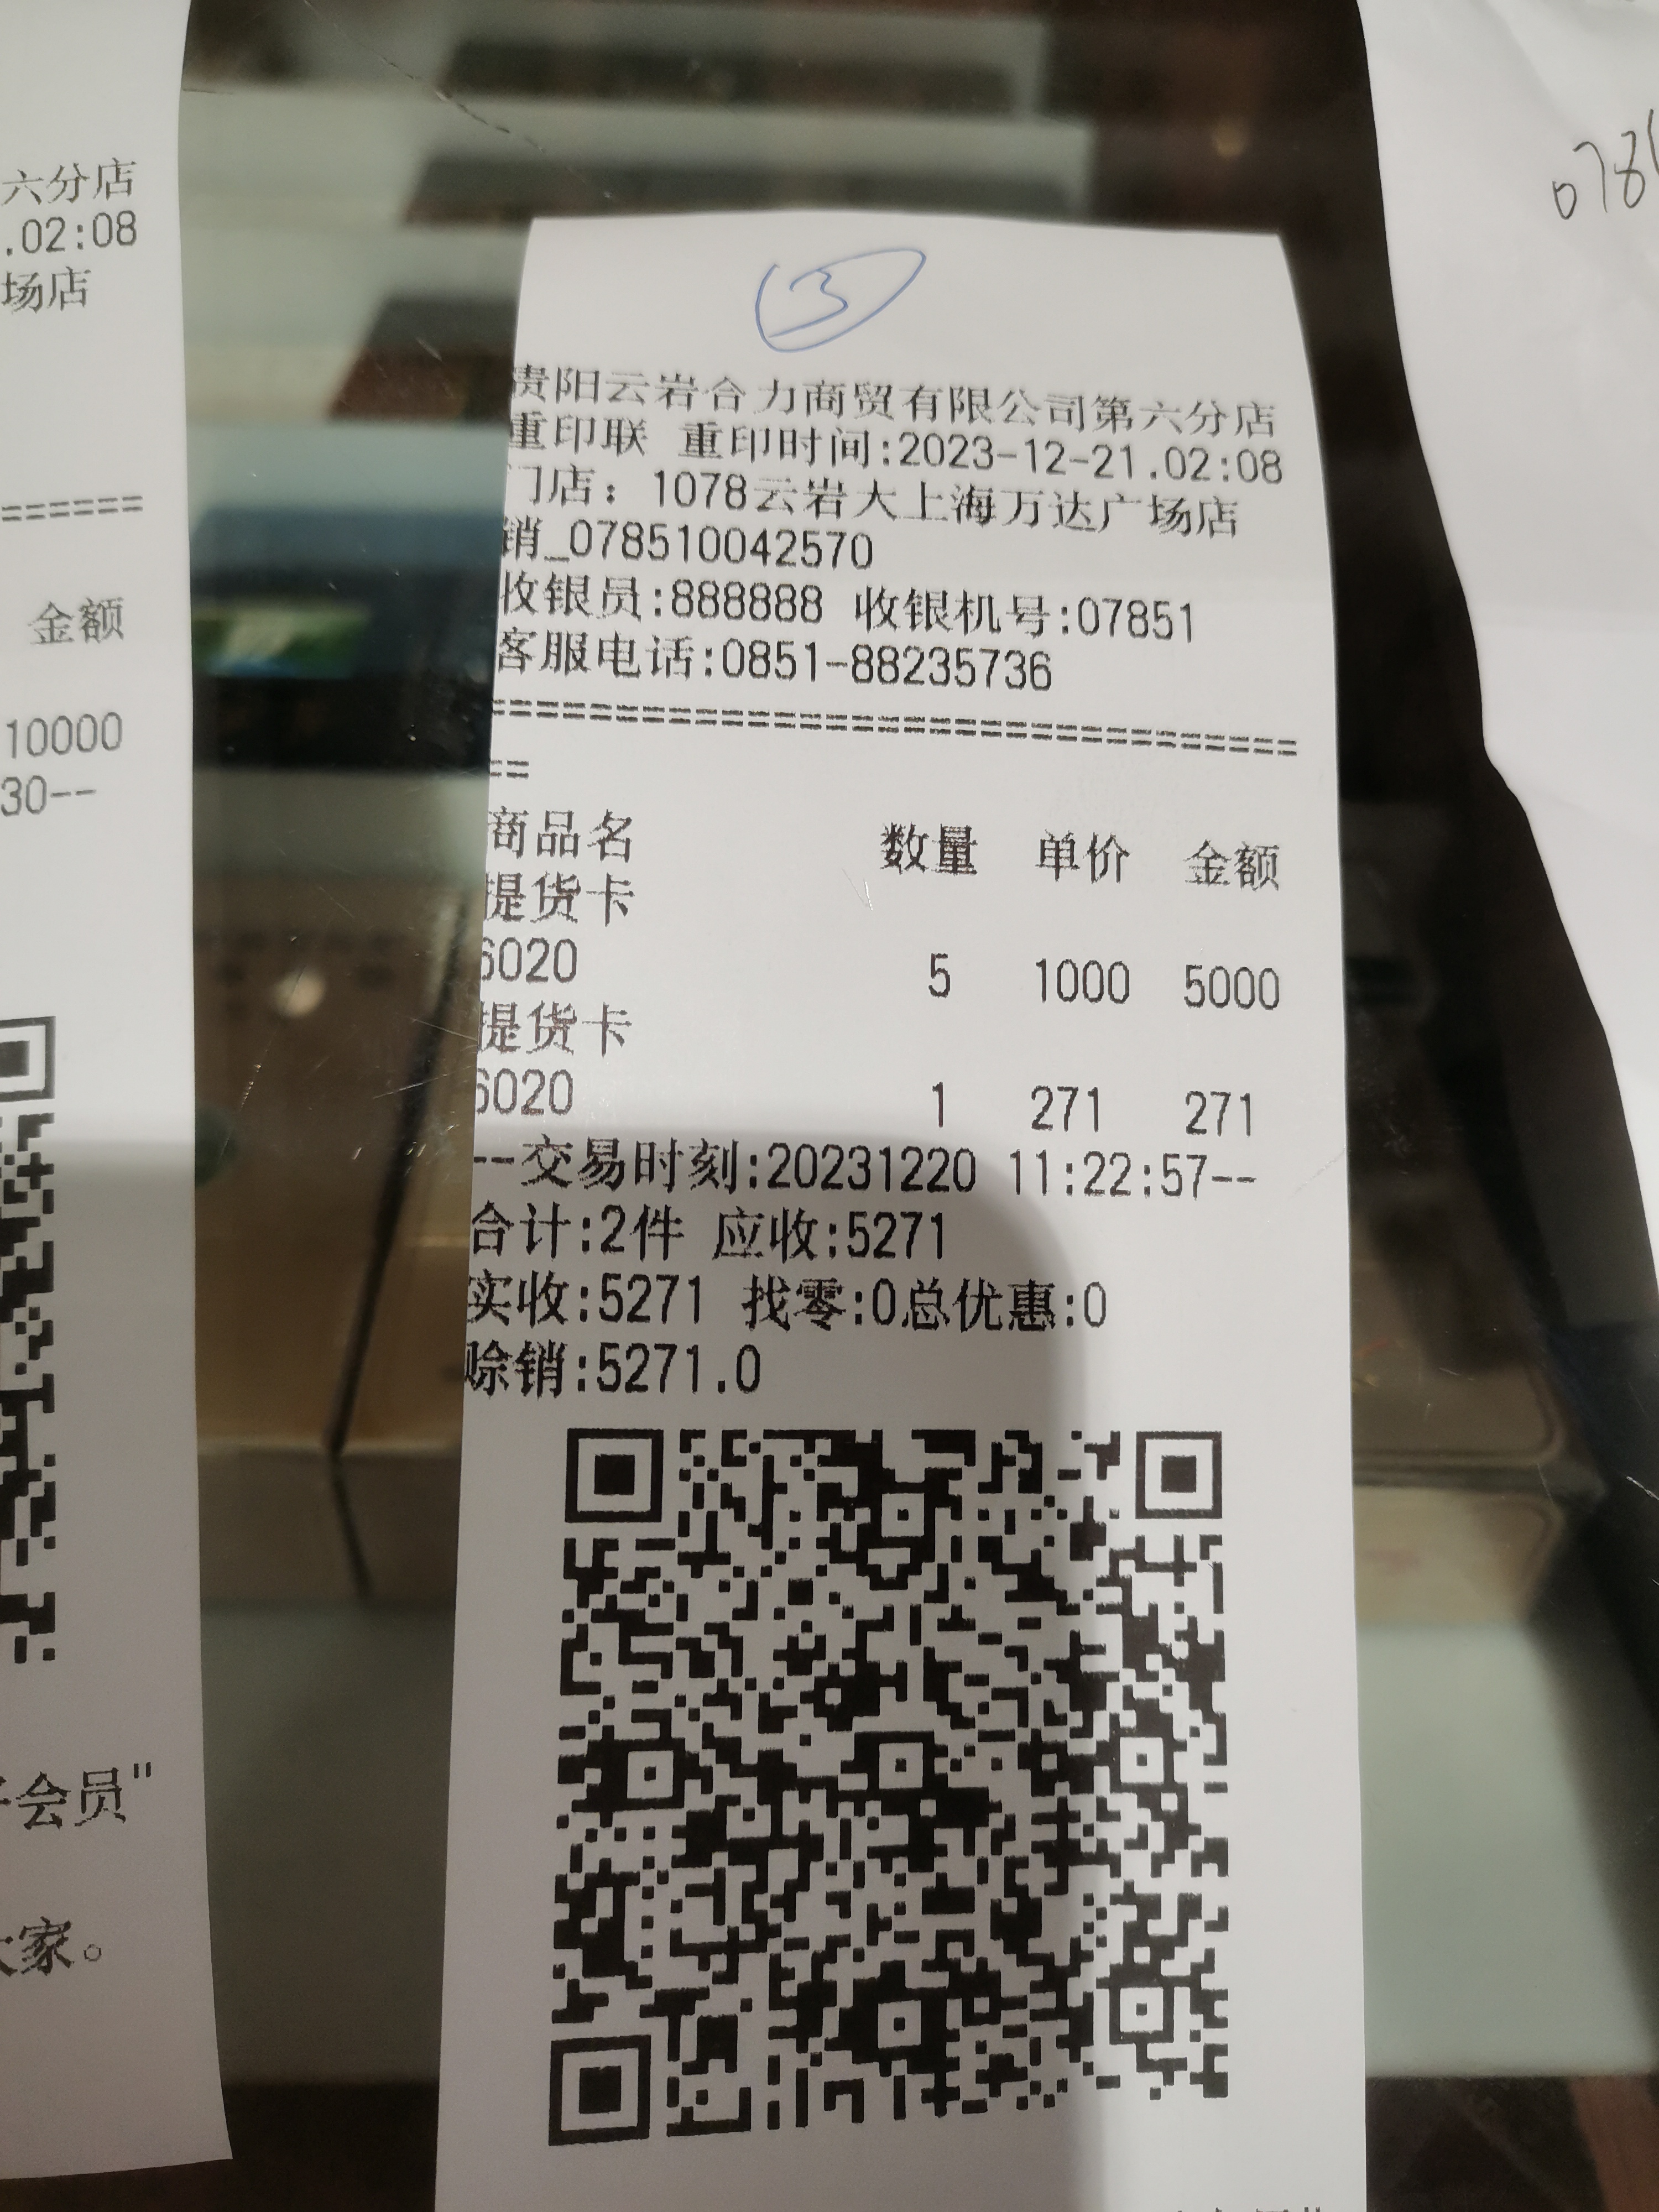 六分店
.02:08
场店
======
金额
10000
30--
会员"
家。
078
3
贵阳云岩合力商贸有限公司第六分店
重印联 重印时间:2023-12-21.02:08
门店: 1078云岩大上海万达广场店
销_078510042570
收银员:888888 收银机号:07851
客服电话:0851-88235736
================================
==
商品名 数量 单价 金额
提货卡
6020 5 1000 5000
提货卡
6020 1 271 271
--交易时刻:20231220 11:22:57--
合计:2件 应收:5271
实收:5271 找零:0总优惠:0
赊销:5271.0